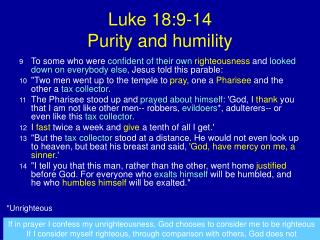 Luke 18:9-14
Purity and humility
9 To some who were confident of their own righteousness and looked
down on everybody else, Jesus told this parable:
10 "Two men went up to the temple to pray, one a Pharisee and the
other a tax collector.
11 The Pharisee stood up and prayed about himself: 'God, I thank you
that I am not like other men-- robbers, evildoers*, adulterers-- or
even like this tax collector.
12 I fast twice a week and give a tenth of all I get.'
13 "But the tax collector stood at a distance. He would not even look up
to heaven, but beat his breast and said, 'God, have mercy on me, a
sinner.'
14 "I tell you that this man, rather than the other, went home justified
before God. For everyone who exalts himself will be humbled, and
he who humbles himself will be exalted."
*Unrighteous
If in prayer I confess my unrighteousness, God chooses to consider me to be righteous
If I consider myself righteous, through comparison with others, God does not